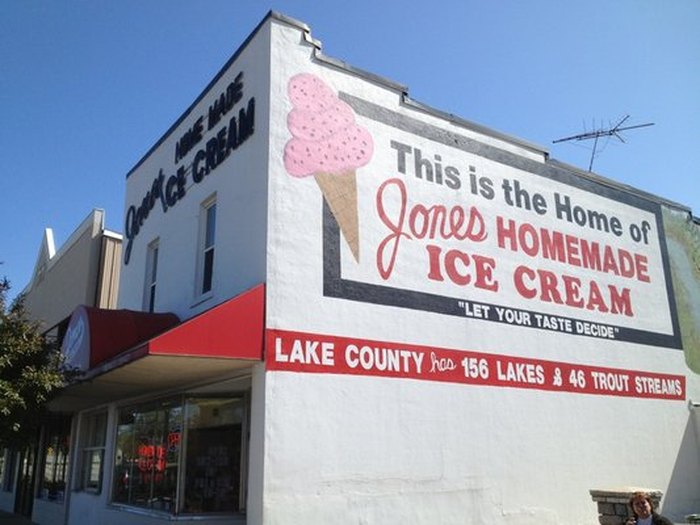 Jones
HOME MADE
ICE CREAM
This is the Home of
Jones HOMEMADE
ICE CREAM
"LET YOUR TASTE DECIDE"
LAKE COUNTY has 156 LAKES & 46 TROUT STREAMS